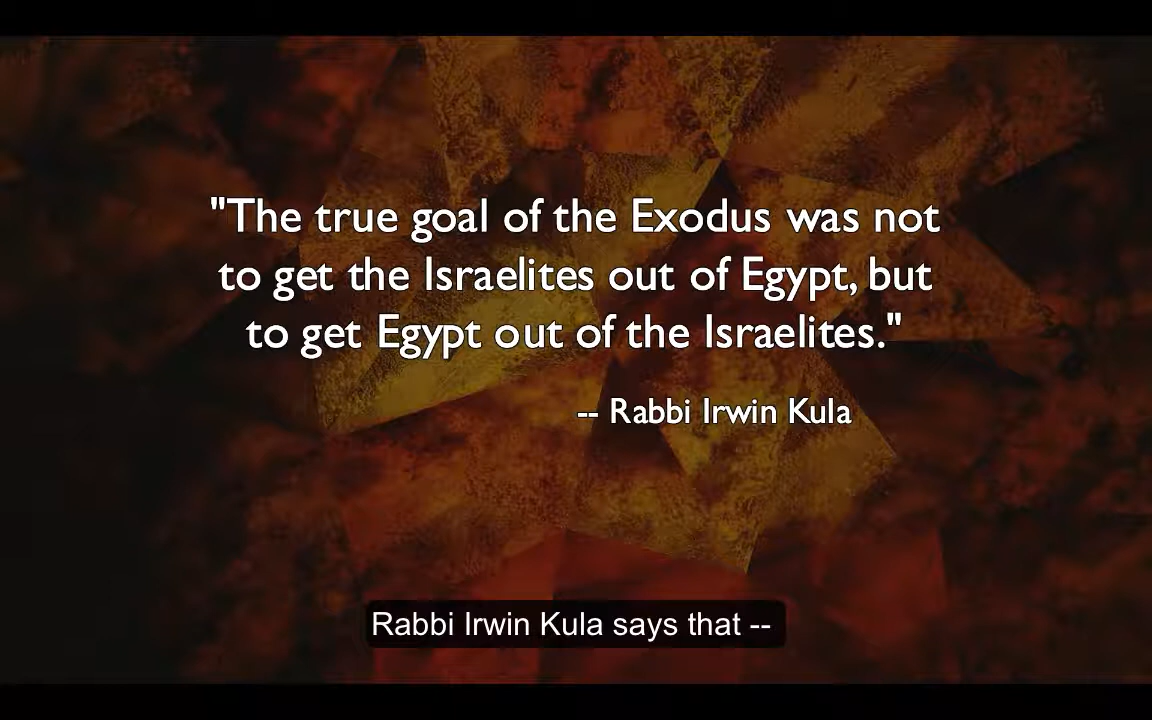 "The true goal of the Exodus was not
to get the Israelites out of Egypt, but
to get Egypt out of the Israelites."
-- Rabbi Irwin Kula
Rabbi Irwin Kula says that --